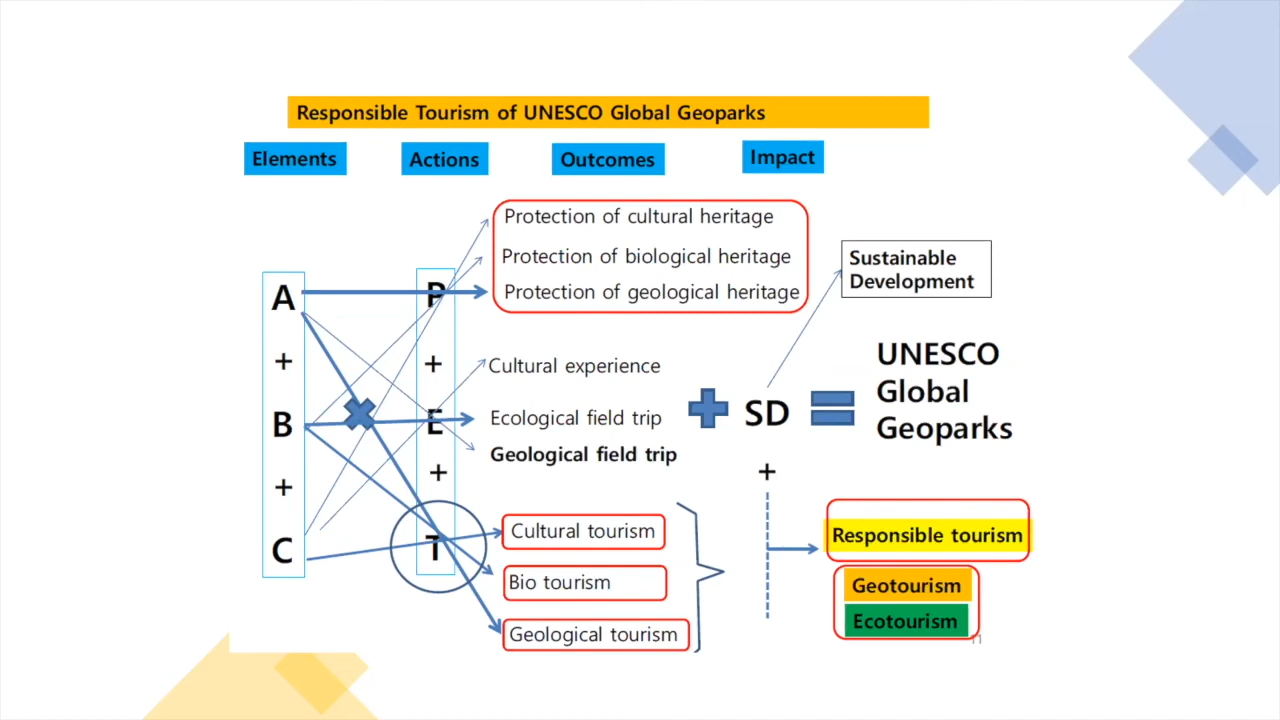 Responsible Tourism of UNESCO Global Geoparks
Elements
Actions
Outcomes
Impact
A
+
B
+
C
P
+
E
+
T
Protection of cultural heritage
Protection of biological heritage
Protection of geological heritage
Cultural experience
Ecological field trip
Geological field trip
Cultural tourism
Bio tourism
Geological tourism
SD
+
Sustainable
Development
UNESCO
Global
Geoparks
Responsible tourism
Geotourism
Ecotourism
11